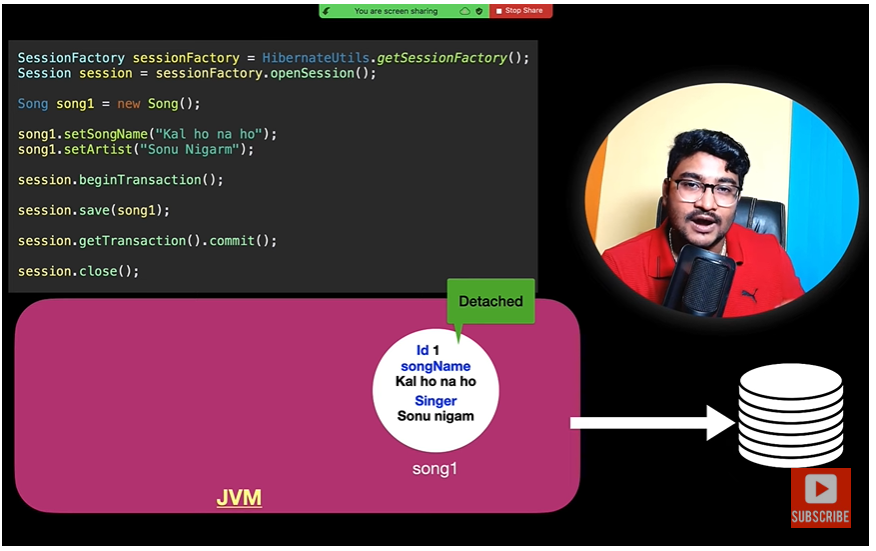 You are screen sharing
Stop Share
SessionFactory sessionFactory = HibernateUtils.getSessionFactory();
Session session = sessionFactory.openSession();
Song song1 = new Song();
song1.setSongName("Kal ho na ho");
song1.setArtist("Sonu Nigarm");
session.beginTransaction();
session.save(song1);
session.getTransaction().commit();
session.close();
Detached
Id 1
songName
Kal ho na ho
Singer
Sonu nigam
song1
JVM
SUBSCRIBE